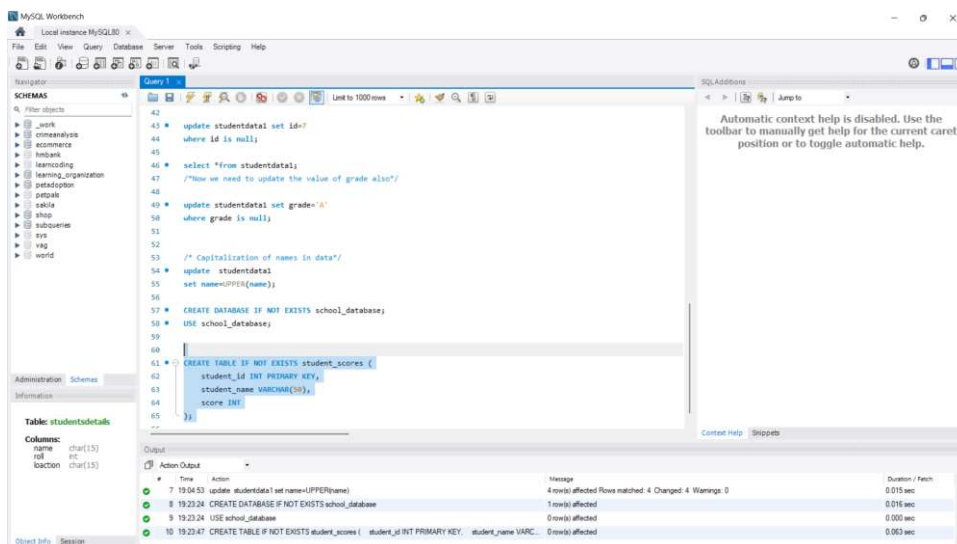 MySQL Workbench
Local instance MySQL80 ×
File Edit View Query Database Server Tools Scripting Help
Navigator
SCHEMAS
Filter objects
_work
crimeanalysis
ecommerce
hmbank
learncoding
learning_organization
petadoption
petpals
sakila
shop
subqueries
sys
vag
world
Administration Schemas
Information
Table: studentsdetails
Columns:
name char(15)
roll int
loaction char(15)
Object Info Session
Query 1 ×
Limit to 1000 rows
42
43 update studentdata1 set id=7
44 where id is null;
45
46 select *from studentdata1;
47 /*Now we need to update the value of grade also*/
48
49 update studentdata1 set grade='A'
50 where grade is null;
51
52
53 /* Capitalization of names in data*/
54 update studentdata1
55 set name=UPPER(name);
56
57 CREATE DATABASE IF NOT EXISTS school_database;
58 USE school_database;
59
60
61 CREATE TABLE IF NOT EXISTS student_scores (
62 student_id INT PRIMARY KEY,
63 student_name VARCHAR(50),
64 score INT
65 );
SQLAdditions
Jump to
Automatic context help is disabled. Use the
toolbar to manually get help for the current caret
position or to toggle automatic help.
Context Help Snippets
Output
Action Output
# Time Action Message Duration / Fetch
7 19:04:53 update studentdata1 set name=UPPER(name) 4 row(s) affected Rows matched: 4 Changed: 4 Warnings: 0 0.015 sec
8 19:23:24 CREATE DATABASE IF NOT EXISTS school_database 1 row(s) affected 0.016 sec
9 19:23:24 USE school_database 0 row(s) affected 0.000 sec
10 19:23:47 CREATE TABLE IF NOT EXISTS student_scores ( student_id INT PRIMARY KEY, student_name VARC... 0 row(s) affected 0.063 sec